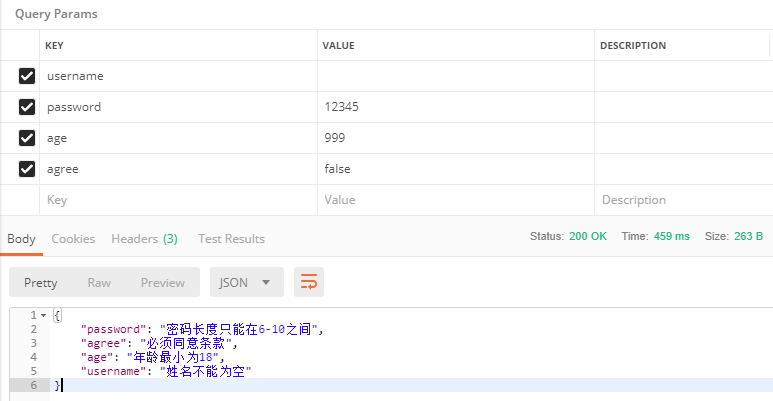 Query Params
KEY VALUE DESCRIPTION
username
password 12345
age 999
agree false
Key Value Description
Body Cookies Headers (3) Test Results Status: 200 OK Time: 459 ms Size: 263 B
Pretty Raw Preview JSON
1 {
2 "password": "密码长度只能在6-10之间",
3 "agree": "必须同意条款",
4 "age": "年龄最小为18",
5 "username": "姓名不能为空"
6 }